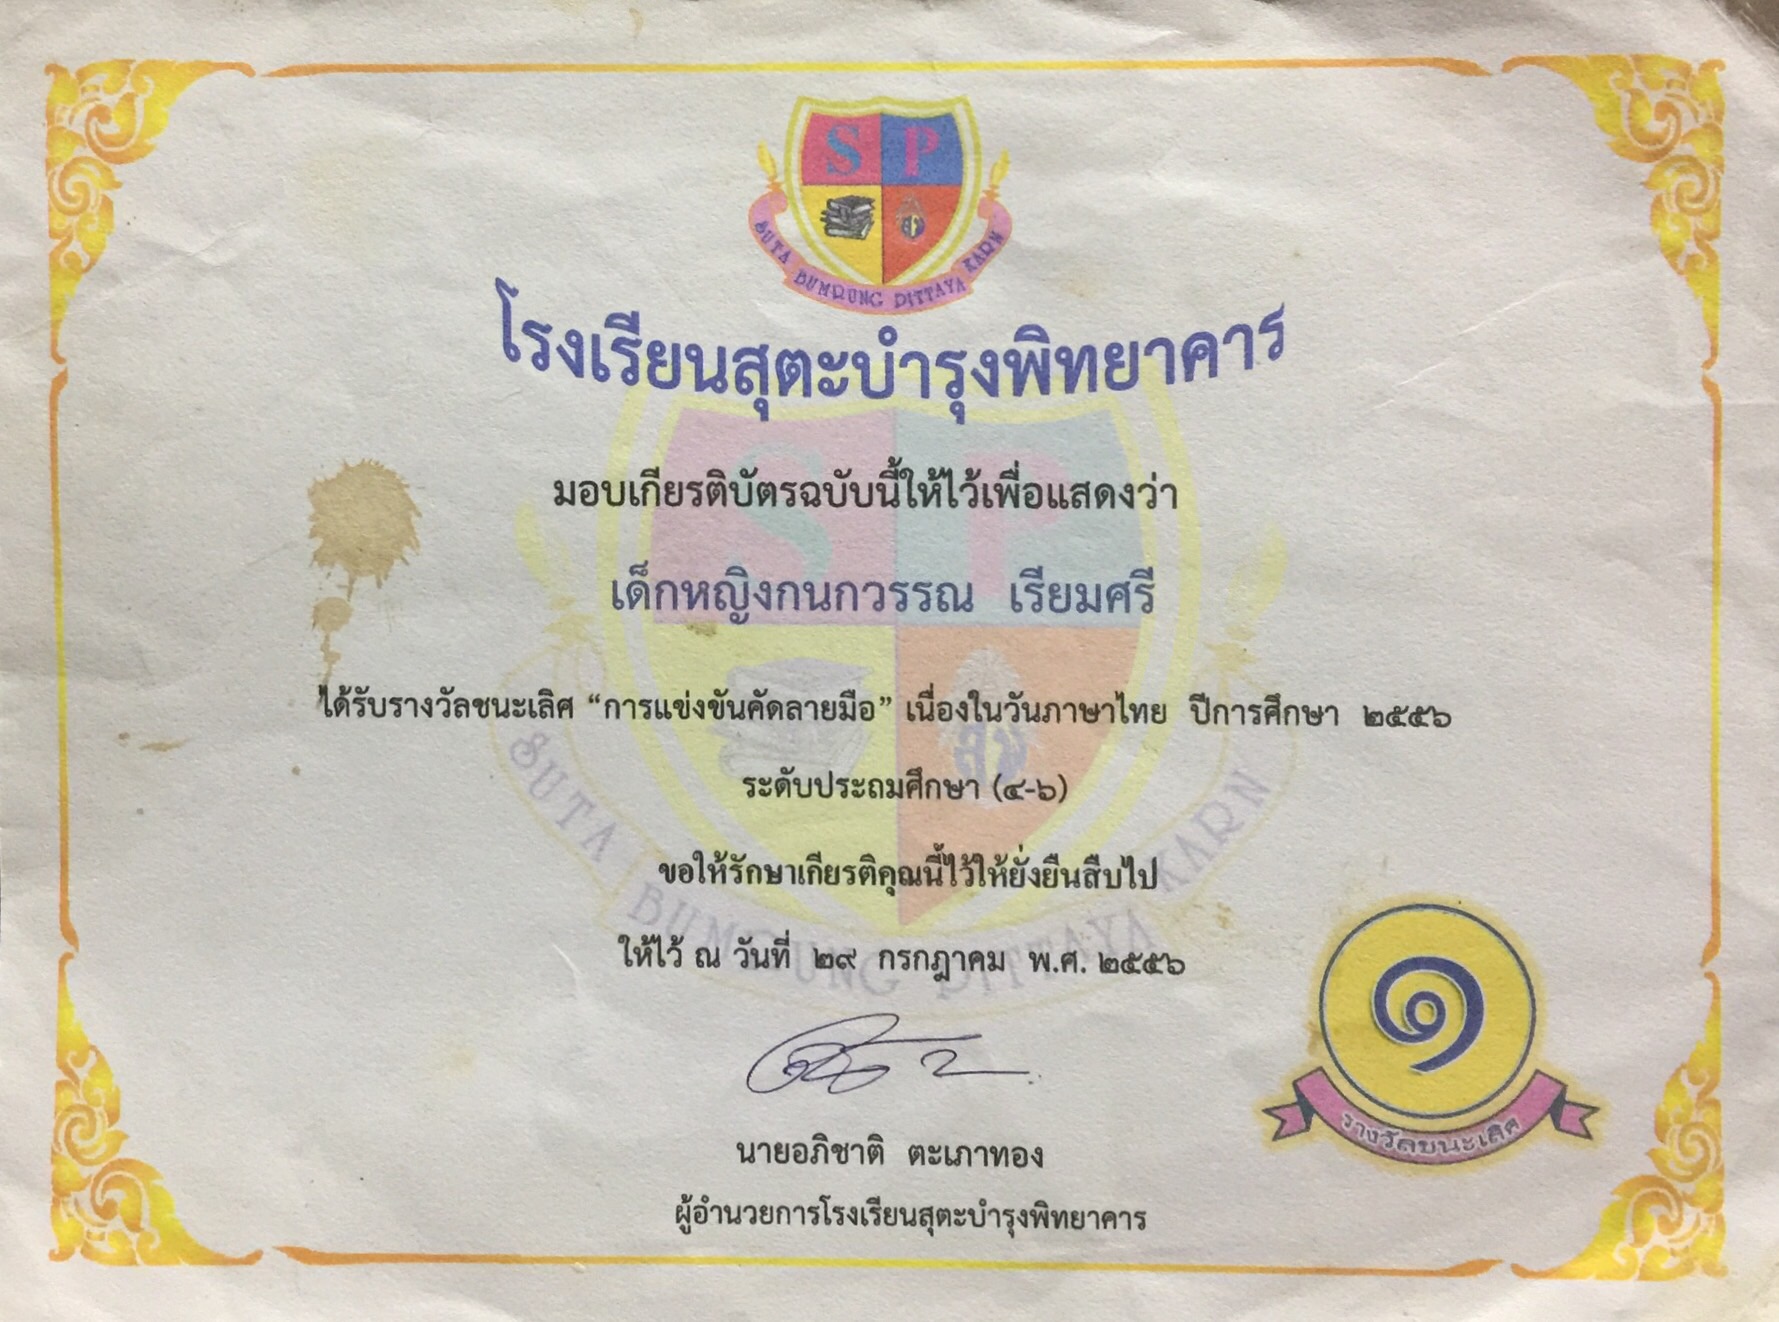 S P
SUTA BUMRUNG PITTAYA KARN
โรงเรียนสุตะบำรุงพิทยาคาร
มอบเกียรติบัตรฉบับนี้ให้ไว้เพื่อแสดงว่า
เด็กหญิงกนกวรรณ เรียมศรี
ได้รับรางวัลชนะเลิศ “การแข่งขันคัดลายมือ” เนื่องในวันภาษาไทย ปีการศึกษา ๒๕๕๖
ระดับประถมศึกษา (๔-๖)
ขอให้รักษาเกียรติคุณนี้ไว้ให้ยั่งยืนสืบไป
ให้ไว้ ณ วันที่ ๒๙ กรกฎาคม พ.ศ. ๒๕๕๖
นายอภิชาติ ตะเภาทอง
ผู้อำนวยการโรงเรียนสุตะบำรุงพิทยาคาร
๑
รางวัลชนะเลิศ
S P
สบ
SUTA BUMRUNG PITTAYA KARN